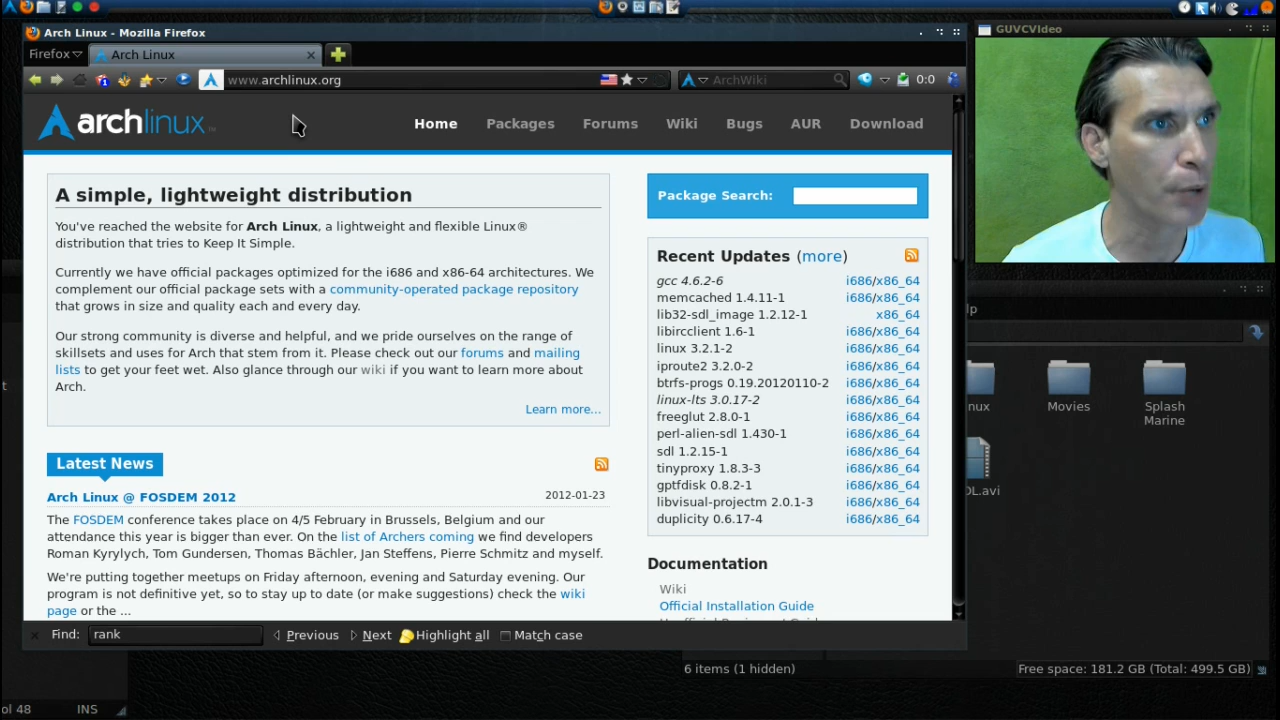 Arch Linux - Mozilla Firefox
GUVCVideo
Firefox
Arch Linux
www.archlinux.org
ArchWiki
0:0
archlinux
Home
Packages
Forums
Wiki
Bugs
AUR
Download
A simple, lightweight distribution
You've reached the website for Arch Linux, a lightweight and flexible Linux®
distribution that tries to Keep It Simple.
Currently we have official packages optimized for the i686 and x86-64 architectures. We
complement our official package sets with a community-operated package repository
that grows in size and quality each and every day.
Our strong community is diverse and helpful, and we pride ourselves on the range of
skillsets and uses for Arch that stem from it. Please check out our forums and mailing
lists to get your feet wet. Also glance through our wiki if you want to learn more about
Arch.
Learn more...
Latest News
Arch Linux @ FOSDEM 2012
2012-01-23
The FOSDEM conference takes place on 4/5 February in Brussels, Belgium and our
attendance this year is bigger than ever. On the list of Archers coming we find developers
Roman Kyrylych, Tom Gundersen, Thomas Bächler, Jan Steffens, Pierre Schmitz and myself.
We're putting together meetups on Friday afternoon, evening and Saturday evening. Our
program is not definitive yet, so to stay up to date (or make suggestions) check the wiki
page or the ...
Package Search:
Recent Updates (more)
gcc 4.6.2-6 i686/x86_64
memcached 1.4.11-1 i686/x86_64
lib32-sdl_image 1.2.12-1 x86_64
libircclient 1.6-1 i686/x86_64
linux 3.2.1-2 i686/x86_64
iproute2 3.2.0-2 i686/x86_64
btrfs-progs 0.19.20120110-2 i686/x86_64
linux-lts 3.0.17-2 i686/x86_64
freeglut 2.8.0-1 i686/x86_64
perl-alien-sdl 1.430-1 i686/x86_64
sdl 1.2.15-1 i686/x86_64
tinyproxy 1.8.3-3 i686/x86_64
gptfdisk 0.8.2-1 i686/x86_64
libvisual-projectm 2.0.1-3 i686/x86_64
duplicity 0.6.17-4 i686/x86_64
Documentation
Wiki
Official Installation Guide
Find: rank
Previous
Next
Highlight all
Match case
lp
nux
Movies
Splash
Marine
DL.avi
6 items (1 hidden)
Free space: 181.2 GB (Total: 499.5 GB)
t
ol 48
INS